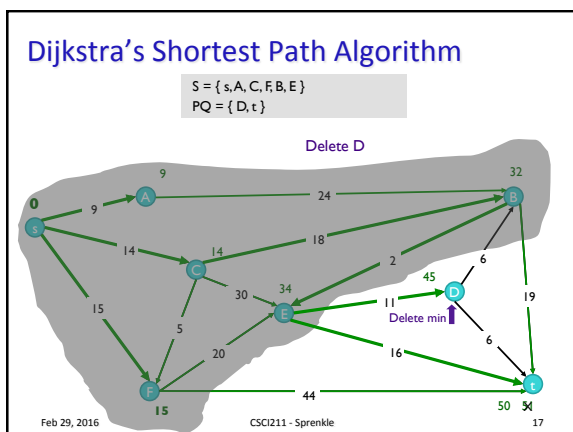 Dijkstra's Shortest Path Algorithm
S = { s, A, C, F, B, E }
PQ = { D, t }
Delete D
9
32
0
A
24
B
9
s
14
14
18
C
2
6
45
34
30
D
19
15
11
E
Delete min
5
20
16
6
F
44
t
15
50
Feb 29, 2016
CSCI211 - Sprenkle
17